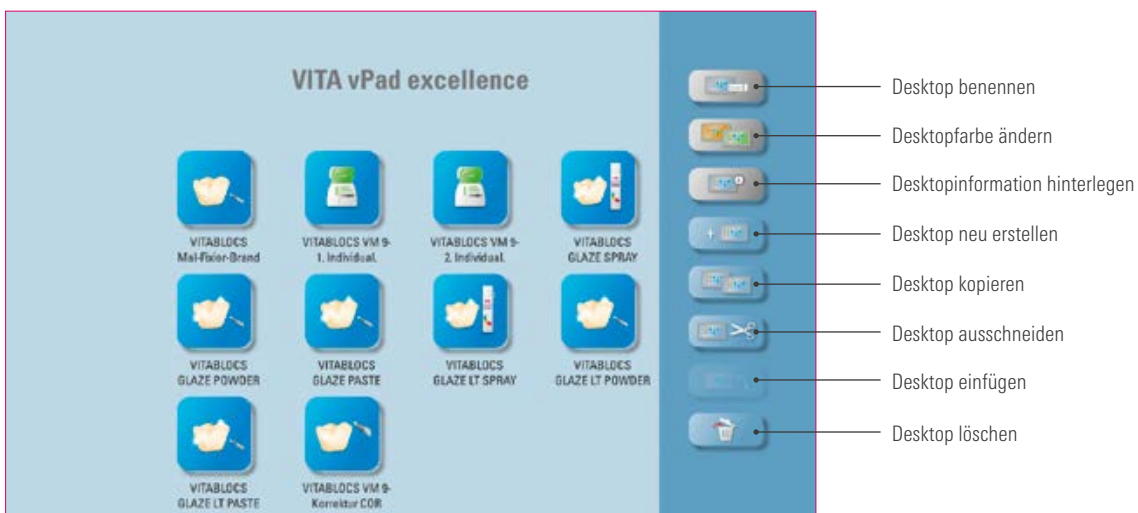 VITA vPad excellence
VITABLOCS
Mal-Fixier-Brand
VITABLOCS VM 9-
1. Individual.
VITABLOCS VM 9-
2. Individual.
VITABLOCS
GLAZE SPRAY
VITABLOCS
GLAZE POWDER
VITABLOCS
GLAZE PASTE
VITABLOCS
GLAZE LT SPRAY
VITABLOCS
GLAZE LT POWDER
VITABLOCS
GLAZE LT PASTE
VITABLOCS VM 9-
Korrektur COR
Desktop benennen
Desktopfarbe ändern
Desktopinformation hinterlegen
Desktop neu erstellen
Desktop kopieren
Desktop ausschneiden
Desktop einfügen
Desktop löschen